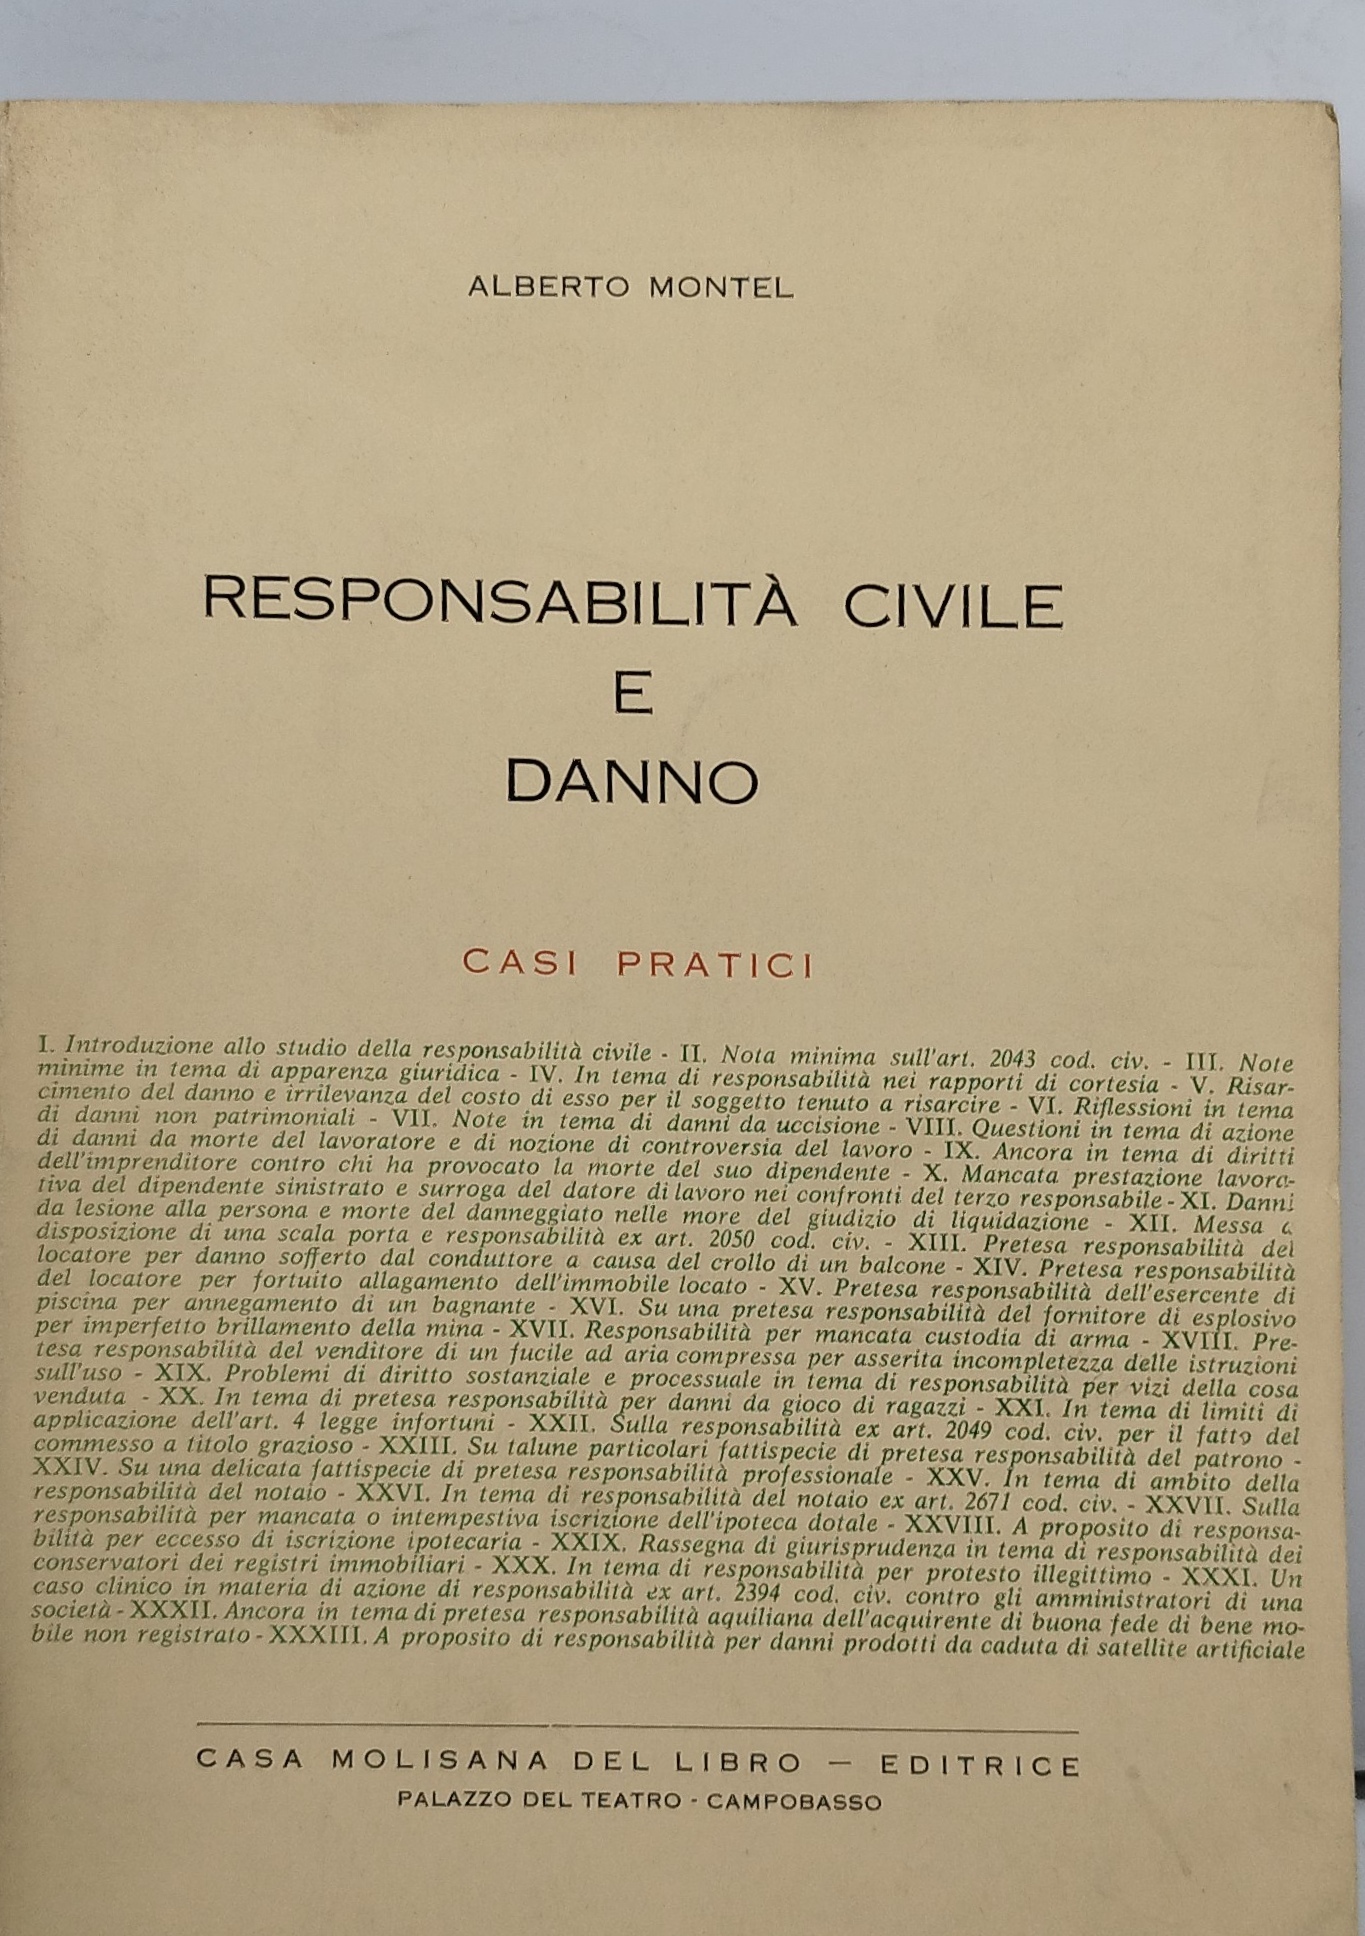 ALBERTO MONTEL
RESPONSABILITÀ CIVILE
E
DANNO
CASI PRATICI
I. Introduzione allo studio della responsabilità civile - II. Nota minima sull'art. 2043 cod. civ. - III. Note
minime in tema di apparenza giuridica - IV. In tema di responsabilità nei rapporti di cortesia - V. Risar-
cimento del danno e irrilevanza del costo di esso per il soggetto tenuto a risarcire - VI. Riflessioni in tema
di danni non patrimoniali - VII. Note in tema di danni da uccisione - VIII. Questioni in tema di azione
di danni da morte del lavoratore e di nozione di controversia del lavoro - IX. Ancora in tema di diritti
dell'imprenditore contro chi ha provocato la morte del suo dipendente - X. Mancata prestazione lavora-
tiva del dipendente sinistrato e surroga del datore di lavoro nei confronti del terzo responsabile - XI. Danni
da lesione alla persona e morte del danneggiato nelle more del giudizio di liquidazione - XII. Messa a
disposizione di una scala porta e responsabilità ex art. 2050 cod. civ. - XIII. Pretesa responsabilità del
locatore per danno sofferto dal conduttore a causa del crollo di un balcone - XIV. Pretesa responsabilità
del locatore per fortuito allagamento dell'immobile locato - XV. Pretesa responsabilità dell'esercente di
piscina per annegamento di un bagnante - XVI. Su una pretesa responsabilità del fornitore di esplosivo
per imperfetto brillamento della mina - XVII. Responsabilità per mancata custodia di arma - XVIII. Pre-
tesa responsabilità del venditore di un fucile ad aria compressa per asserita incompletezza delle istruzioni
sull'uso - XIX. Problemi di diritto sostanziale e processuale in tema di responsabilità per vizi della cosa
venduta - XX. In tema di pretesa responsabilità per danni da gioco di ragazzi - XXI. In tema di limiti di
applicazione dell'art. 4 legge infortuni - XXII. Sulla responsabilità ex art. 2049 cod. civ. per il fatto del
commesso a titolo grazioso - XXIII. Su talune particolari fattispecie di pretesa responsabilità del patrono -
XXIV. Su una delicata fattispecie di pretesa responsabilità professionale - XXV. In tema di ambito della
responsabilità del notaio - XXVI. In tema di responsabilità del notaio ex art. 2671 cod. civ. - XXVII. Sulla
responsabilità per mancata o intempestiva iscrizione dell'ipoteca dotale - XXVIII. A proposito di responsa-
bilità per eccesso di iscrizione ipotecaria - XXIX. Rassegna di giurisprudenza in tema di responsabilità dei
conservatori dei registri immobiliari - XXX. In tema di responsabilità per protesto illegittimo - XXXI. Un
caso clinico in materia di azione di responsabilità ex art. 2394 cod. civ. contro gli amministratori di una
società - XXXII. Ancora in tema di pretesa responsabilità aquiliana dell'acquirente di buona fede di bene mo-
bile non registrato - XXXIII. A proposito di responsabilità per danni prodotti da caduta di satellite artificiale
CASA MOLISANA DEL LIBRO — EDITRICE
PALAZZO DEL TEATRO - CAMPOBASSO